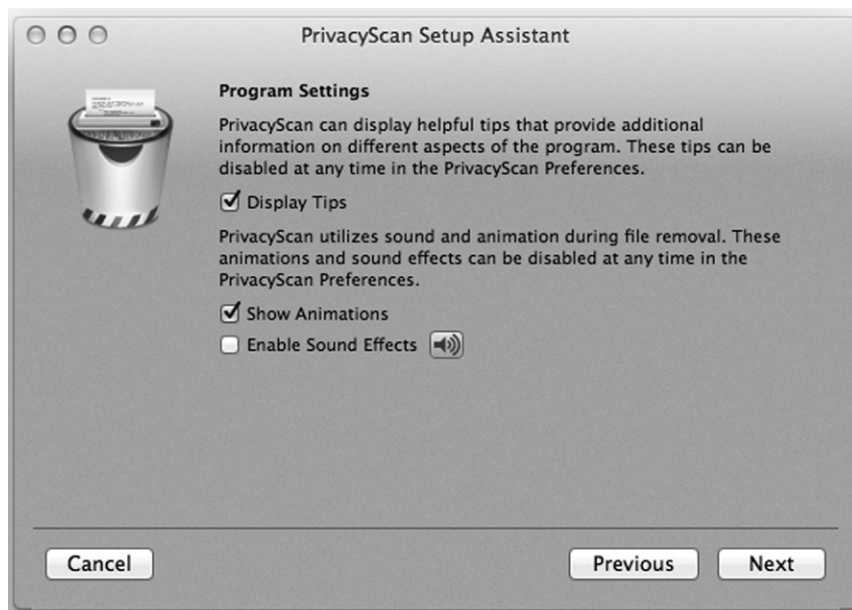 PrivacyScan Setup Assistant
Program Settings
PrivacyScan can display helpful tips that provide additional
information on different aspects of the program. These tips can be
disabled at any time in the PrivacyScan Preferences.
Display Tips
PrivacyScan utilizes sound and animation during file removal. These
animations and sound effects can be disabled at any time in the
PrivacyScan Preferences.
Show Animations
Enable Sound Effects
Cancel
Previous
Next